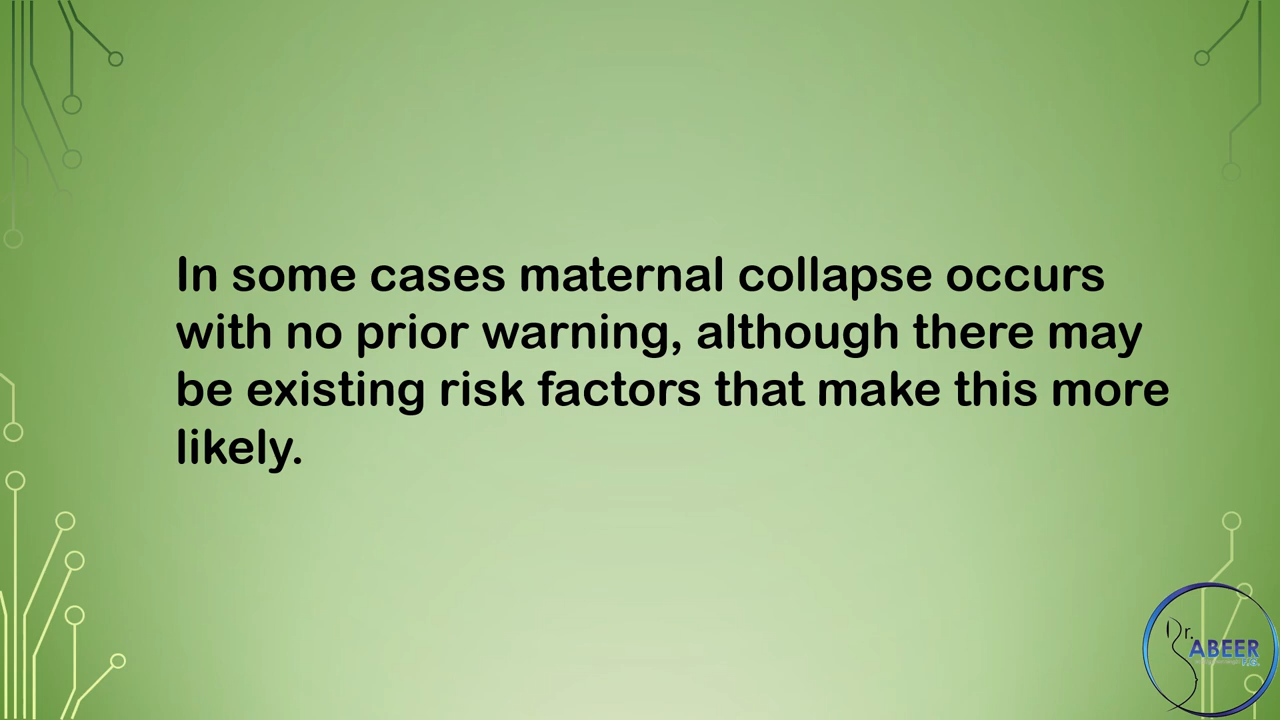 In some cases maternal collapse occurs
with no prior warning, although there may
be existing risk factors that make this more
likely.
Dr.
ABEER